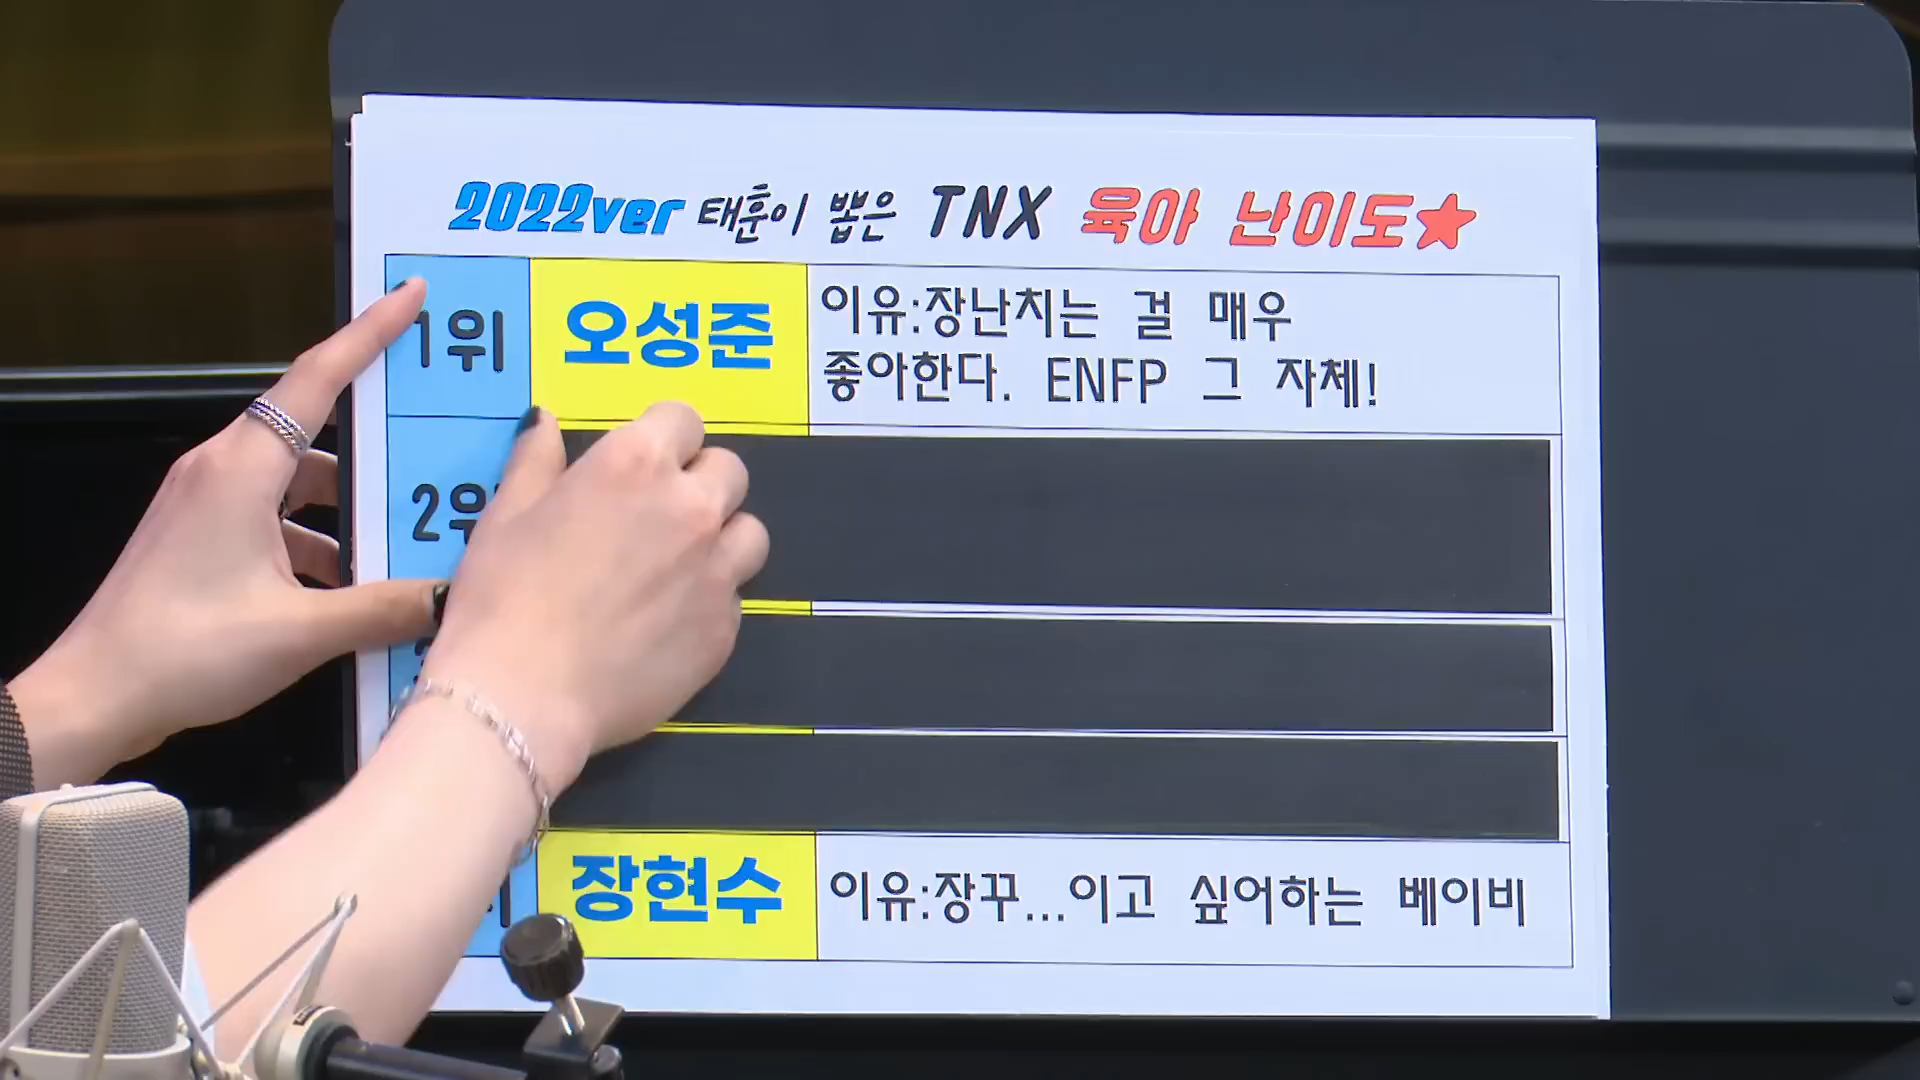 2022ver 태훈이 뽑은 TNX 육아 난이도★
1위
오성준
이유:장난치는 걸 매우
좋아한다. ENFP 그 자체!
장현수
이유:장꾸...이고 싶어하는 베이비